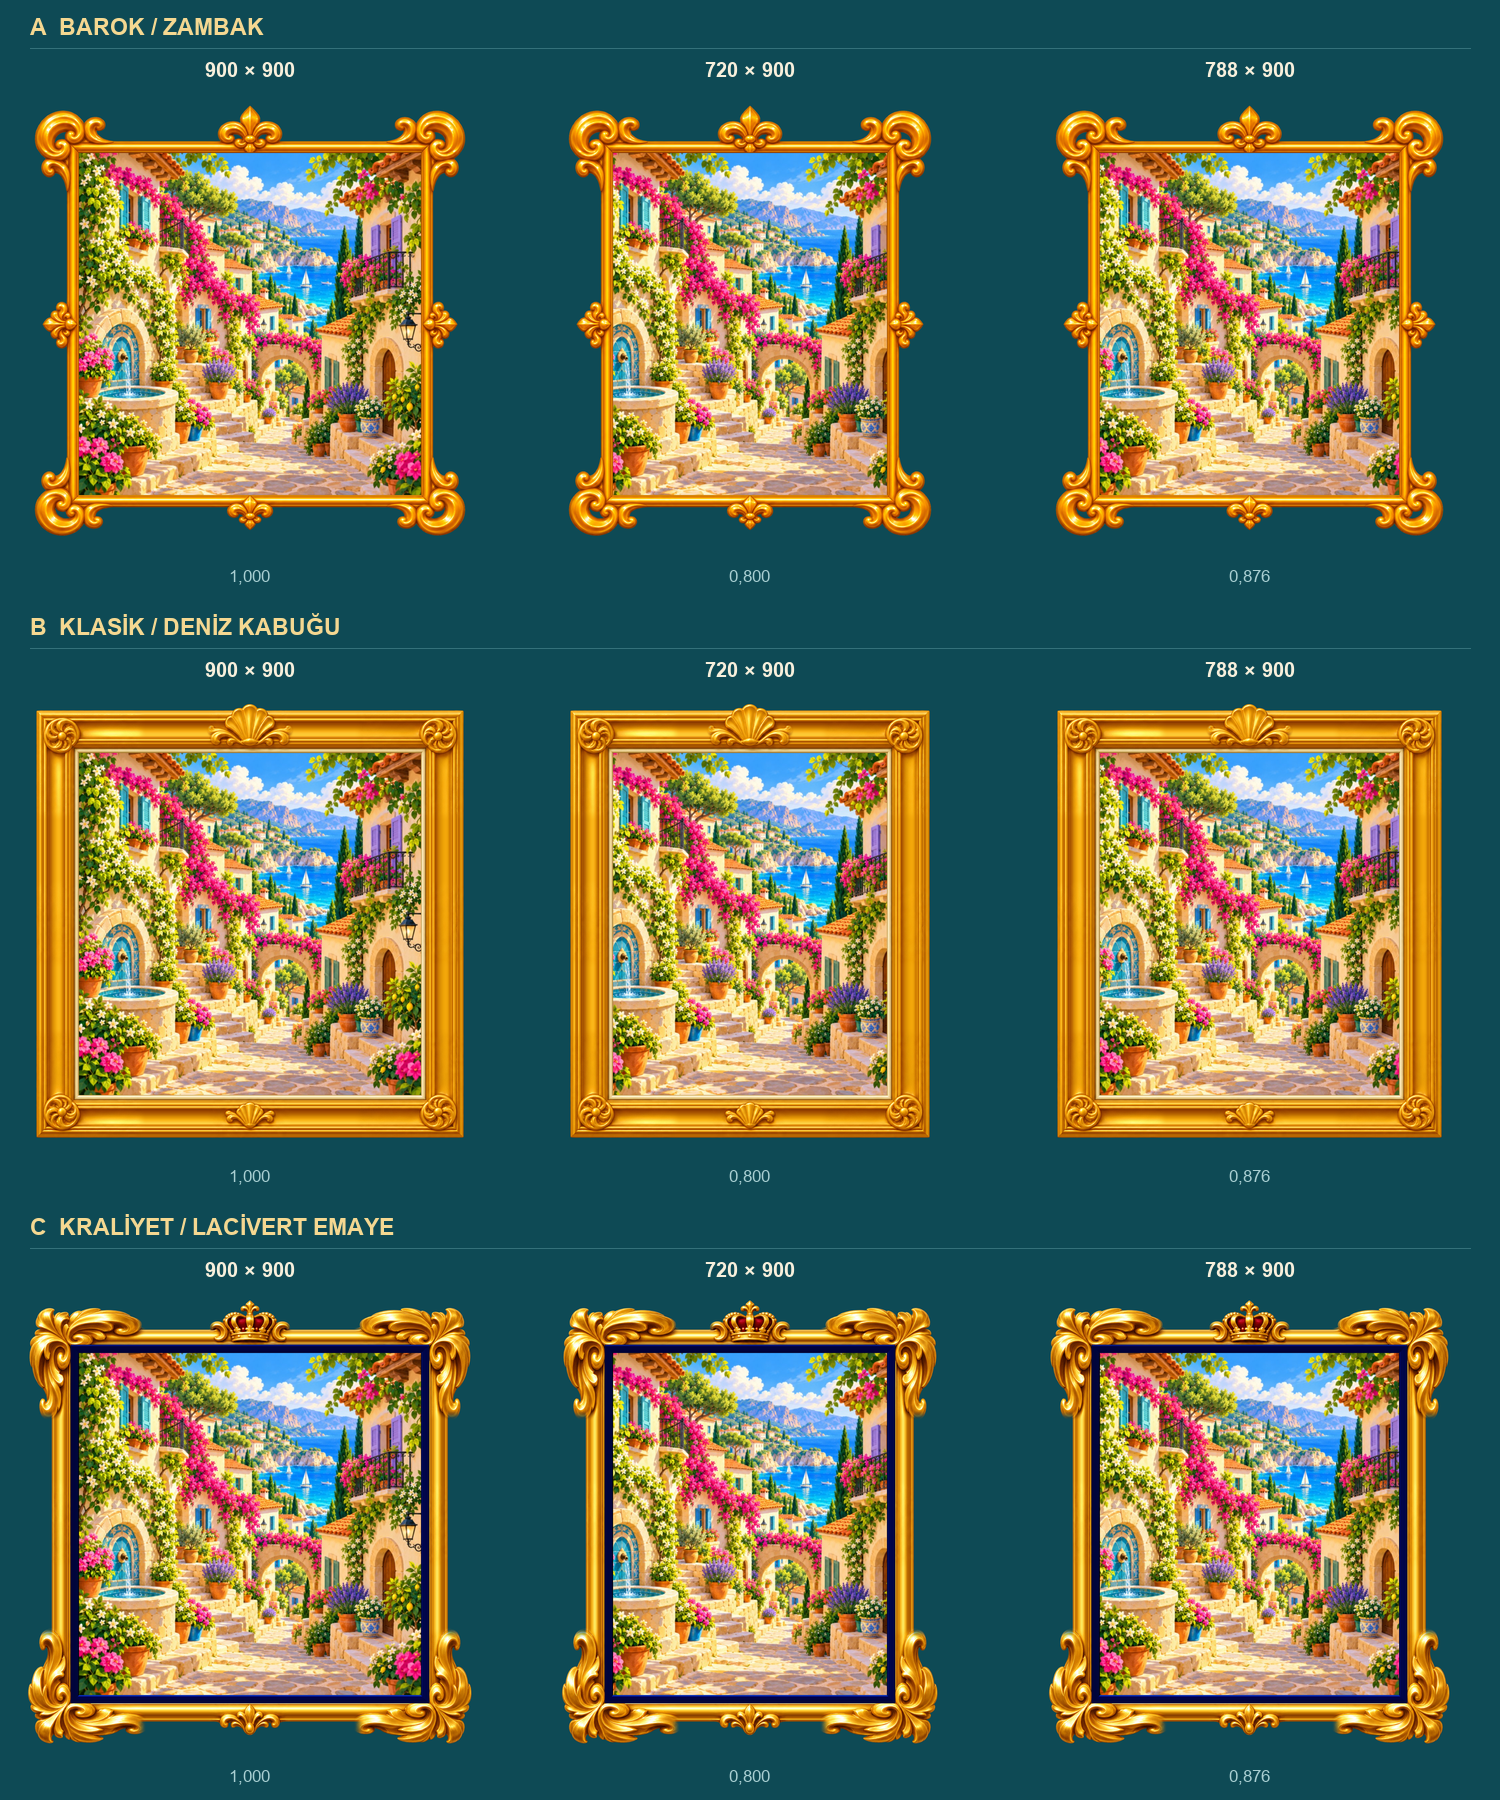 A BAROK / ZAMBAK
900 × 900
720 × 900
788 × 900
1,000
0,800
0,876
B KLASİK / DENİZ KABUĞU
900 × 900
720 × 900
788 × 900
1,000
0,800
0,876
C KRALİYET / LACİVERT EMAYE
900 × 900
720 × 900
788 × 900
1,000
0,800
0,876